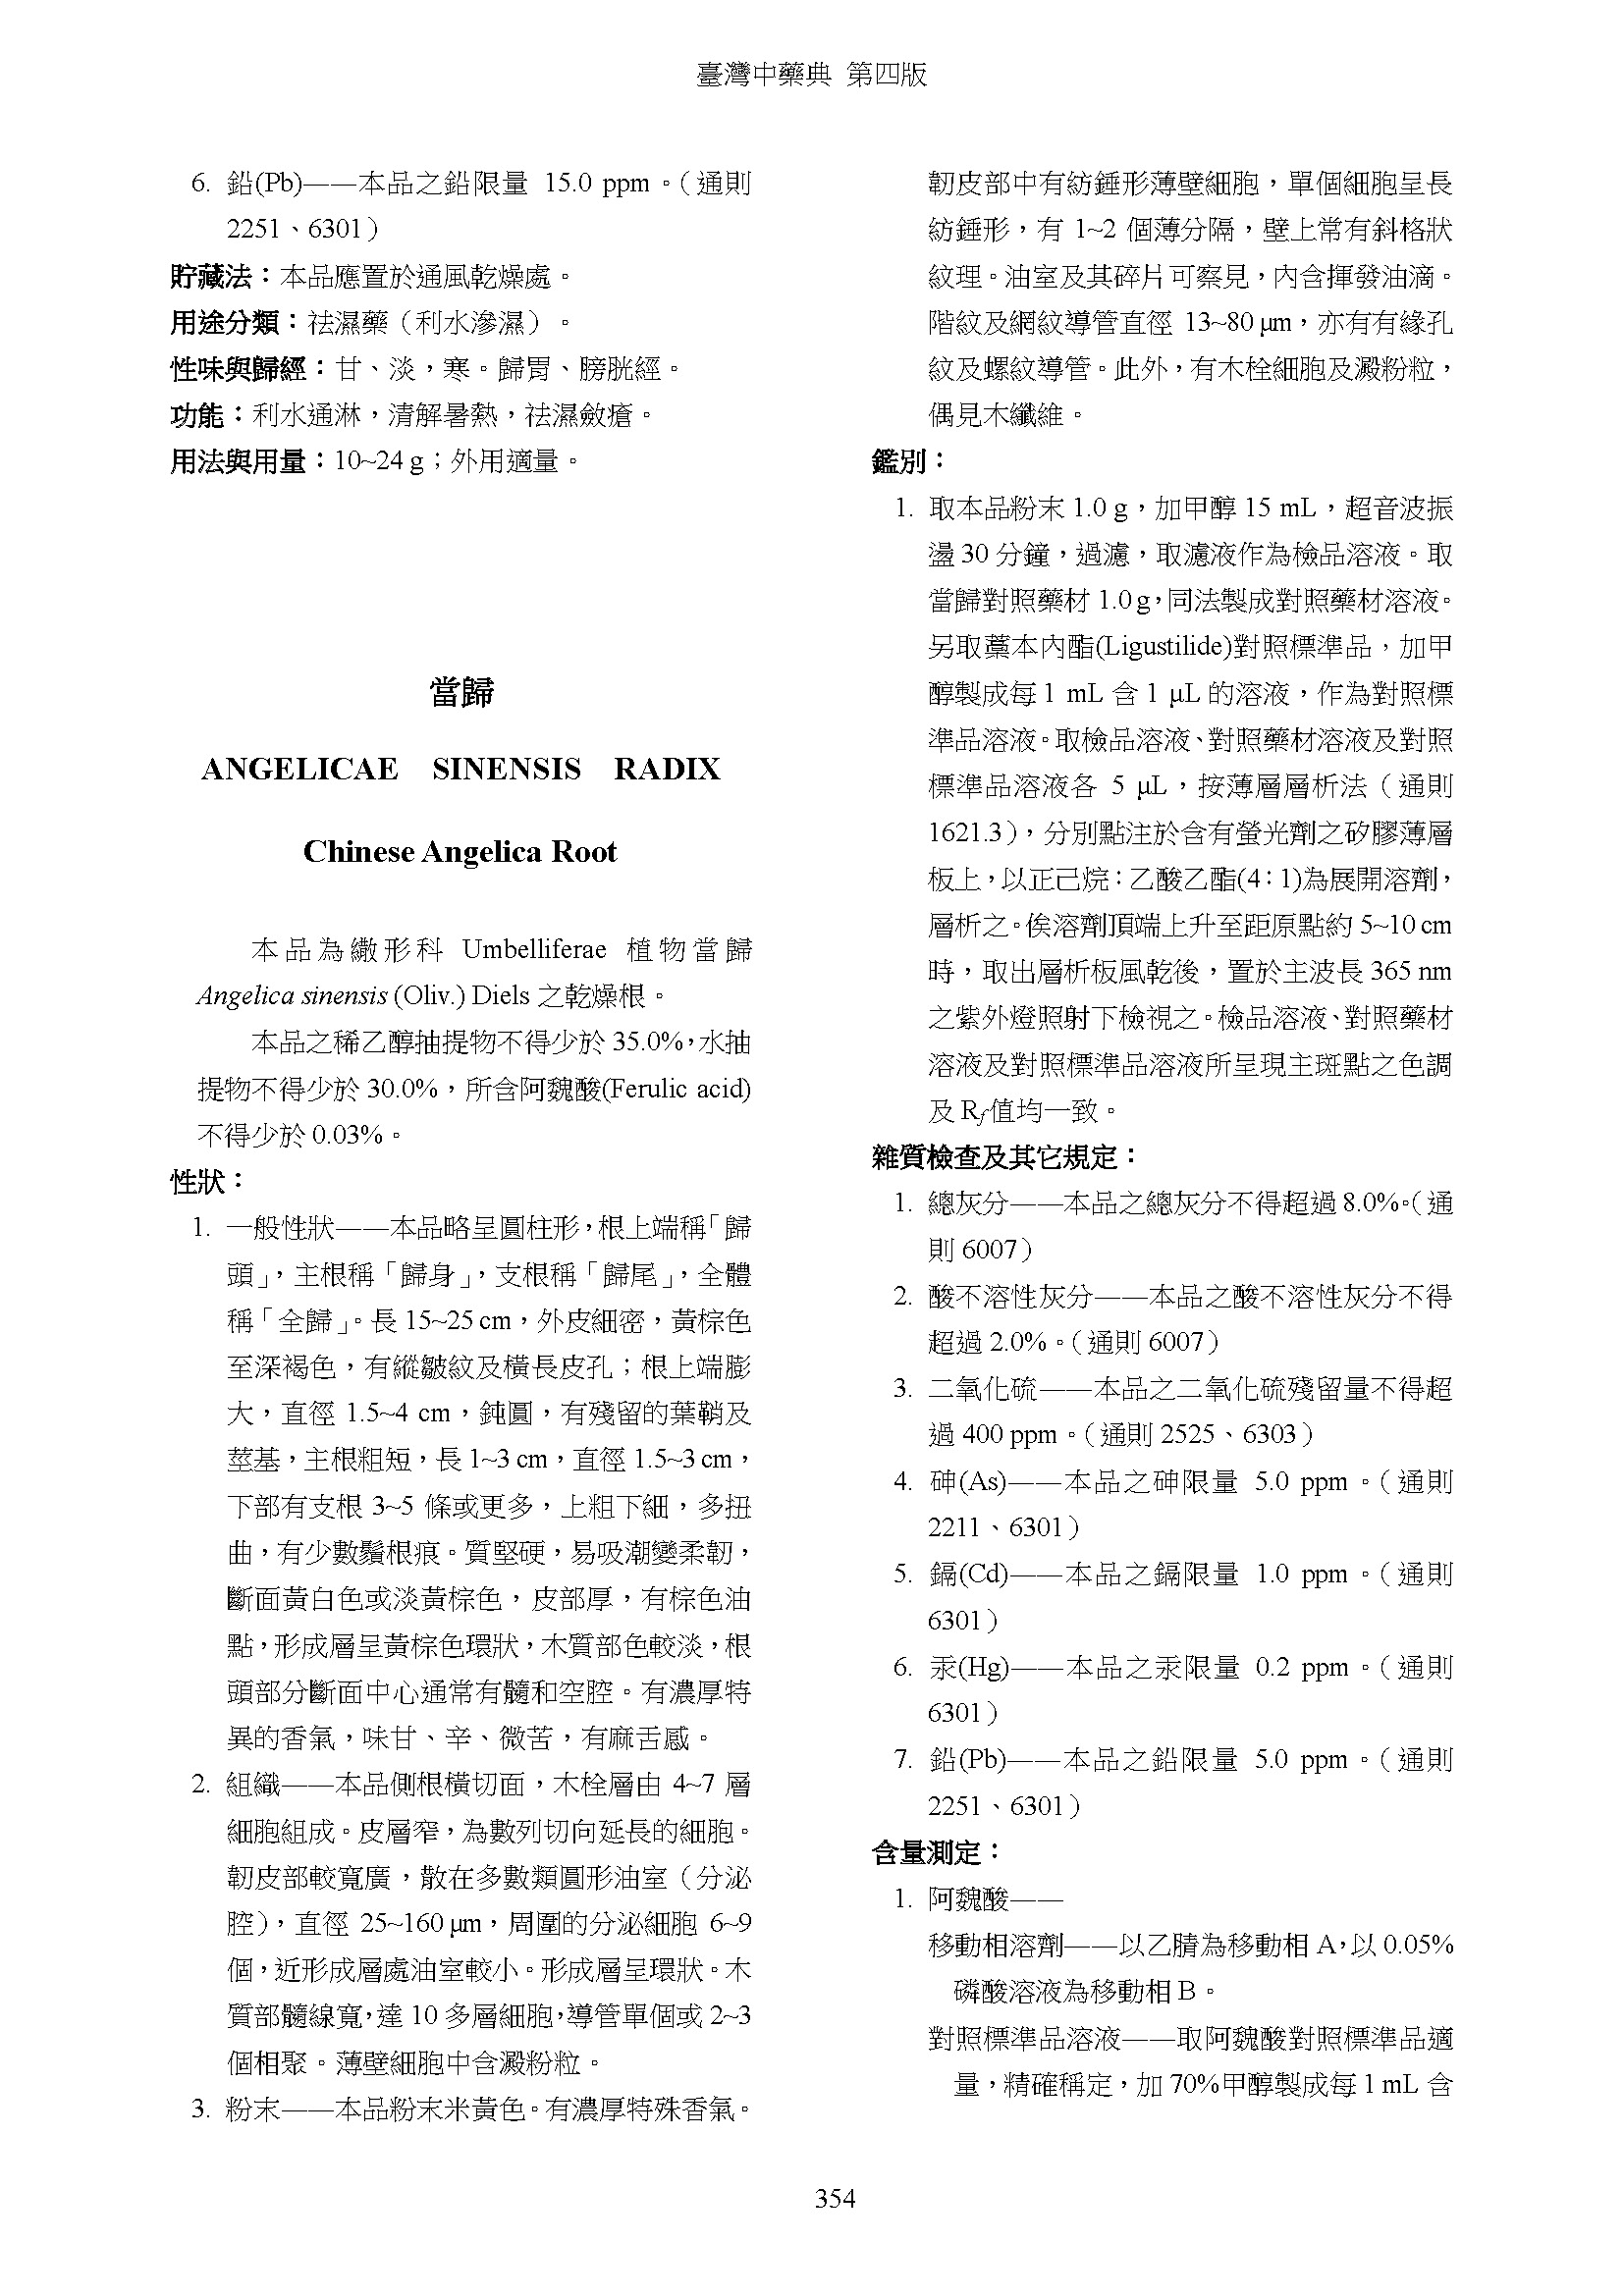 臺灣中藥典 第四版
6. 鉛(Pb)——本品之鉛限量 15.0 ppm。(通則
2251、6301)
貯藏法：本品應置於通風乾燥處。
用途分類：祛濕藥（利水滲濕）。
性味與歸經：甘、淡，寒。歸胃、膀胱經。
功能：利水通淋，清解暑熱，祛濕斂瘡。
用法與用量：10~24 g；外用適量。
當歸
ANGELICAE SINENSIS RADIX
Chinese Angelica Root
本品為繖形科 Umbelliferae 植物當歸
Angelica sinensis (Oliv.) Diels 之乾燥根。
本品之稀乙醇抽提物不得少於 35.0%，水抽
提物不得少於 30.0%，所含阿魏酸(Ferulic acid)
不得少於 0.03%。
性狀：
1. 一般性狀——本品略呈圓柱形，根上端稱「歸
頭」，主根稱「歸身」，支根稱「歸尾」，全體
稱「全歸」。長 15~25 cm，外皮細密，黃棕色
至深褐色，有縱皺紋及橫長皮孔；根上端膨
大，直徑 1.5~4 cm，鈍圓，有殘留的葉鞘及
莖基，主根粗短，長 1~3 cm，直徑 1.5~3 cm，
下部有支根 3~5 條或更多，上粗下細，多扭
曲，有少數鬚根痕。質堅硬，易吸潮變柔韌，
斷面黃白色或淡黃棕色，皮部厚，有棕色油
點，形成層呈黃棕色環狀，木質部色較淡，根
頭部分斷面中心通常有髓和空腔。有濃厚特
異的香氣，味甘、辛、微苦，有麻舌感。
2. 組織——本品側根橫切面，木栓層由 4~7 層
細胞組成。皮層窄，為數列切向延長的細胞。
韌皮部較寬廣，散在多數類圓形油室（分泌
腔），直徑 25~160 μm，周圍的分泌細胞 6~9
個，近形成層處油室較小。形成層呈環狀。木
質部髓線寬，達 10 多層細胞，導管單個或 2~3
個相聚。薄壁細胞中含澱粉粒。
3. 粉末——本品粉末米黃色。有濃厚特殊香氣。
韌皮部中有紡錘形薄壁細胞，單個細胞呈長
紡錘形，有 1~2 個薄分隔，壁上常有斜格狀
紋理。油室及其碎片可察見，內含揮發油滴。
階紋及網紋導管直徑 13~80 μm，亦有有緣孔
紋及螺紋導管。此外，有木栓細胞及澱粉粒，
偶見木纖維。
鑑別：
1. 取本品粉末 1.0 g，加甲醇 15 mL，超音波振
盪 30 分鐘，過濾，取濾液作為檢品溶液。取
當歸對照藥材 1.0 g，同法製成對照藥材溶液。
另取藁本內酯(Ligustilide)對照標準品，加甲
醇製成每 1 mL 含 1 μL 的溶液，作為對照標
準品溶液。取檢品溶液、對照藥材溶液及對照
標準品溶液各 5 μL，按薄層層析法（通則
1621.3），分別點注於含有螢光劑之矽膠薄層
板上，以正己烷：乙酸乙酯(4：1)為展開溶劑，
層析之。俟溶劑頂端上升至距原點約 5~10 cm
時，取出層析板風乾後，置於主波長 365 nm
之紫外燈照射下檢視之。檢品溶液、對照藥材
溶液及對照標準品溶液所呈現主斑點之色調
及 Rf值均一致。
雜質檢查及其它規定：
1. 總灰分——本品之總灰分不得超過 8.0%。（通
則 6007）
2. 酸不溶性灰分——本品之酸不溶性灰分不得
超過 2.0%。（通則 6007）
3. 二氧化硫——本品之二氧化硫殘留量不得超
過 400 ppm。（通則 2525、6303）
4. 砷(As)——本品之砷限量 5.0 ppm。（通則
2211、6301）
5. 鎘(Cd)——本品之鎘限量 1.0 ppm。（通則
6301）
6. 汞(Hg)——本品之汞限量 0.2 ppm。（通則
6301）
7. 鉛(Pb)——本品之鉛限量 5.0 ppm。（通則
2251、6301）
含量測定：
1. 阿魏酸——
移動相溶劑——以乙腈為移動相 A，以 0.05%
磷酸溶液為移動相 B。
對照標準品溶液——取阿魏酸對照標準品適
量，精確稱定，加 70%甲醇製成每 1 mL 含
354